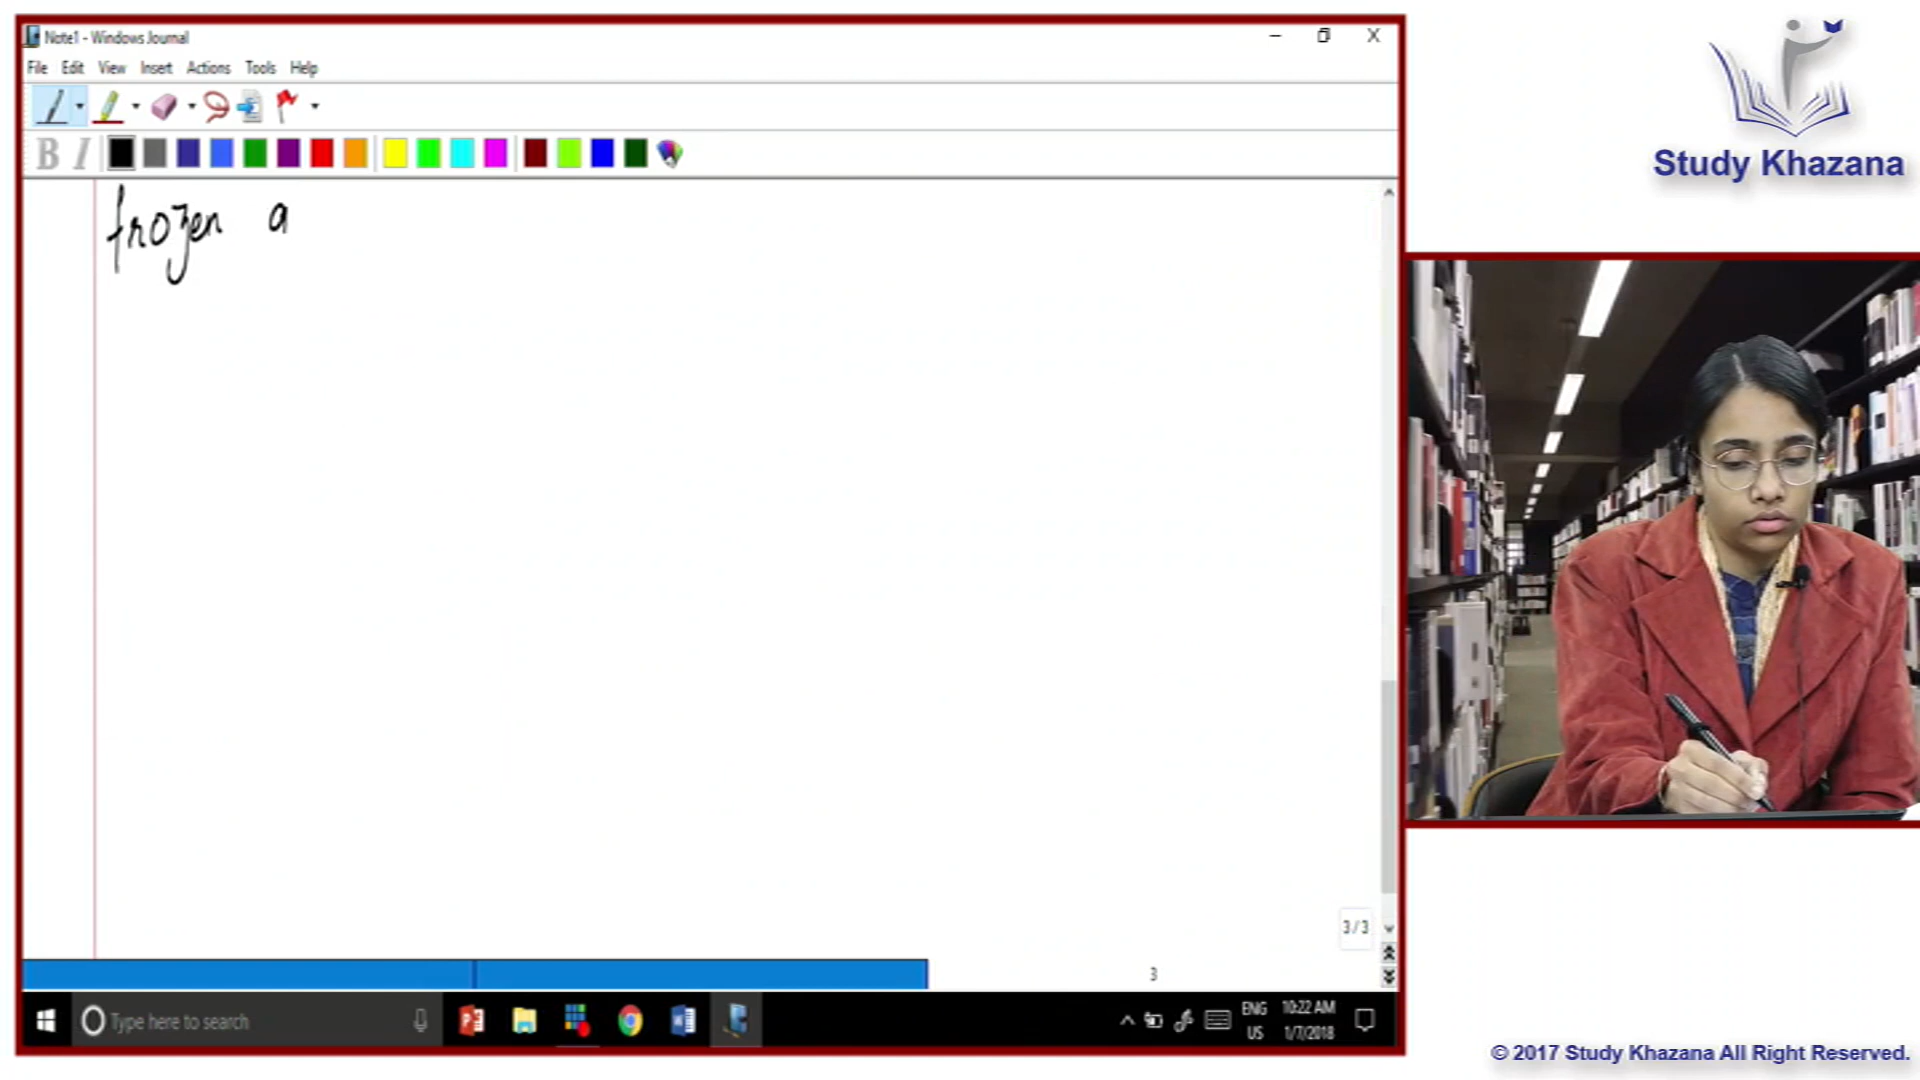 Note1 - Windows Journal
File Edit View Insert Actions Tools Help
B I
frozen a
3 / 3
3
Type here to search
ENG
US
10:22 AM
1/7/2018
Study Khazana
© 2017 Study Khazana All Right Reserved.